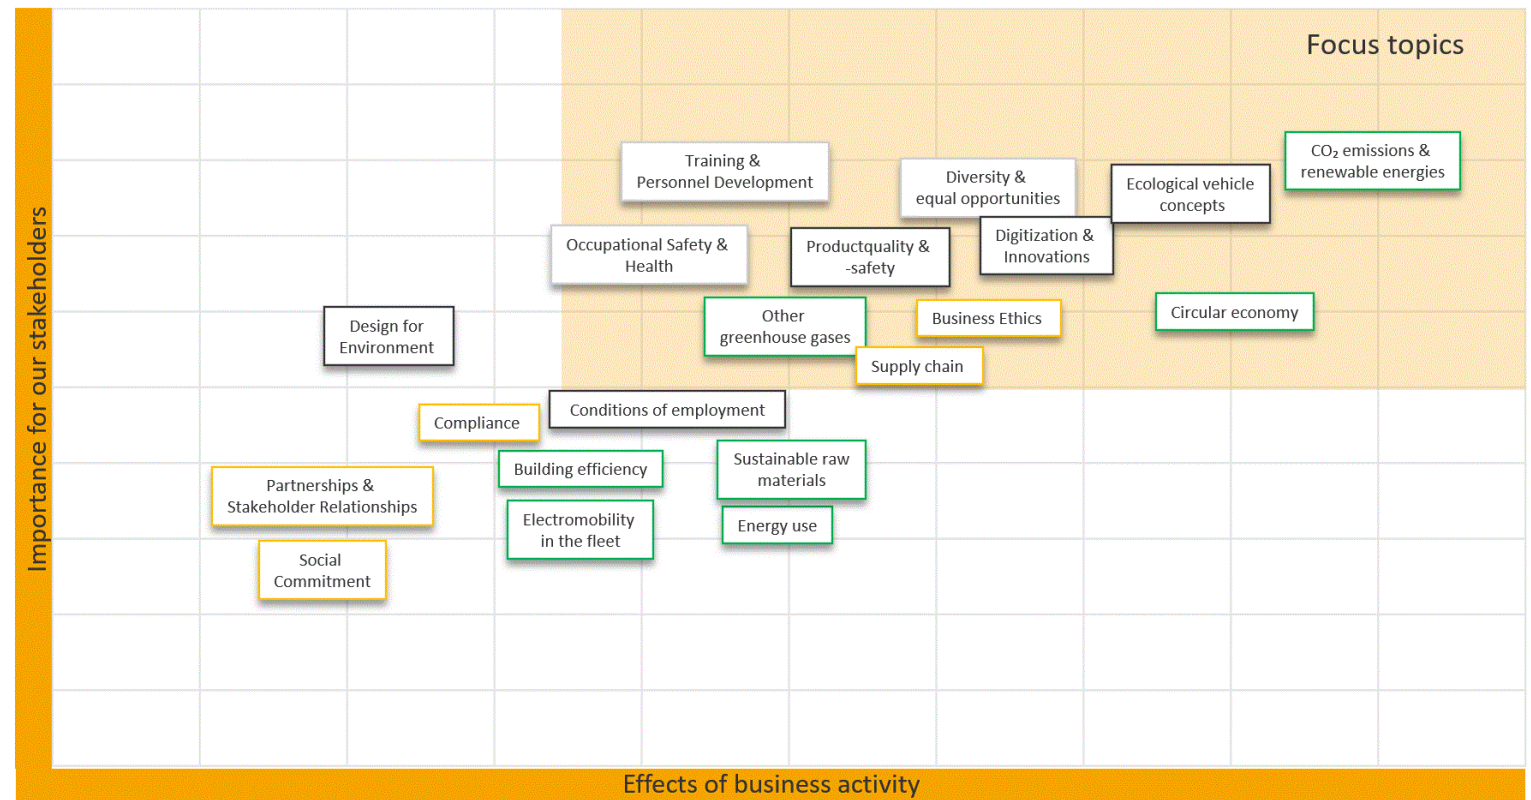 Focus topics
CO₂ emissions &
renewable energies
Training &
Personnel Development
Diversity &
equal opportunities
Ecological vehicle
concepts
Occupational Safety &
Health
Productquality &
-safety
Digitization &
Innovations
Other
greenhouse gases
Business Ethics
Circular economy
Design for
Environment
Supply chain
Conditions of employment
Compliance
Building efficiency
Sustainable raw
materials
Partnerships &
Stakeholder Relationships
Electromobility
in the fleet
Energy use
Social
Commitment
Importance for our stakeholders
Effects of business activity